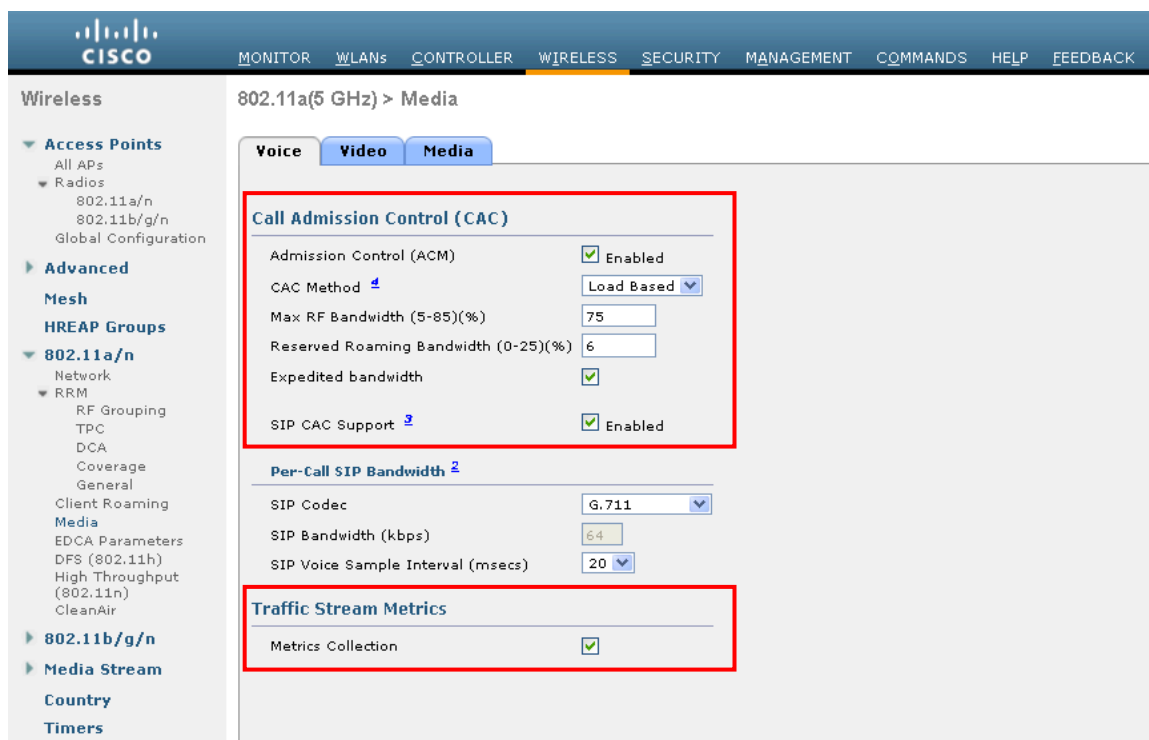 CISCO
MONITOR WLANs CONTROLLER WIRELESS SECURITY MANAGEMENT COMMANDS HELP FEEDBACK
Wireless
Access Points
All APs
Radios
802.11a/n
802.11b/g/n
Global Configuration
Advanced
Mesh
HREAP Groups
802.11a/n
Network
RRM
RF Grouping
TPC
DCA
Coverage
General
Client Roaming
Media
EDCA Parameters
DFS (802.11h)
High Throughput
(802.11n)
CleanAir
802.11b/g/n
Media Stream
Country
Timers
802.11a(5 GHz) > Media
Voice Video Media
Call Admission Control (CAC)
Admission Control (ACM) Enabled
CAC Method 4 Load Based
Max RF Bandwidth (5-85)(%) 75
Reserved Roaming Bandwidth (0-25)(%) 6
Expedited bandwidth
SIP CAC Support 3 Enabled
Per-Call SIP Bandwidth 2
SIP Codec G.711
SIP Bandwidth (kbps) 64
SIP Voice Sample Interval (msecs) 20
Traffic Stream Metrics
Metrics Collection